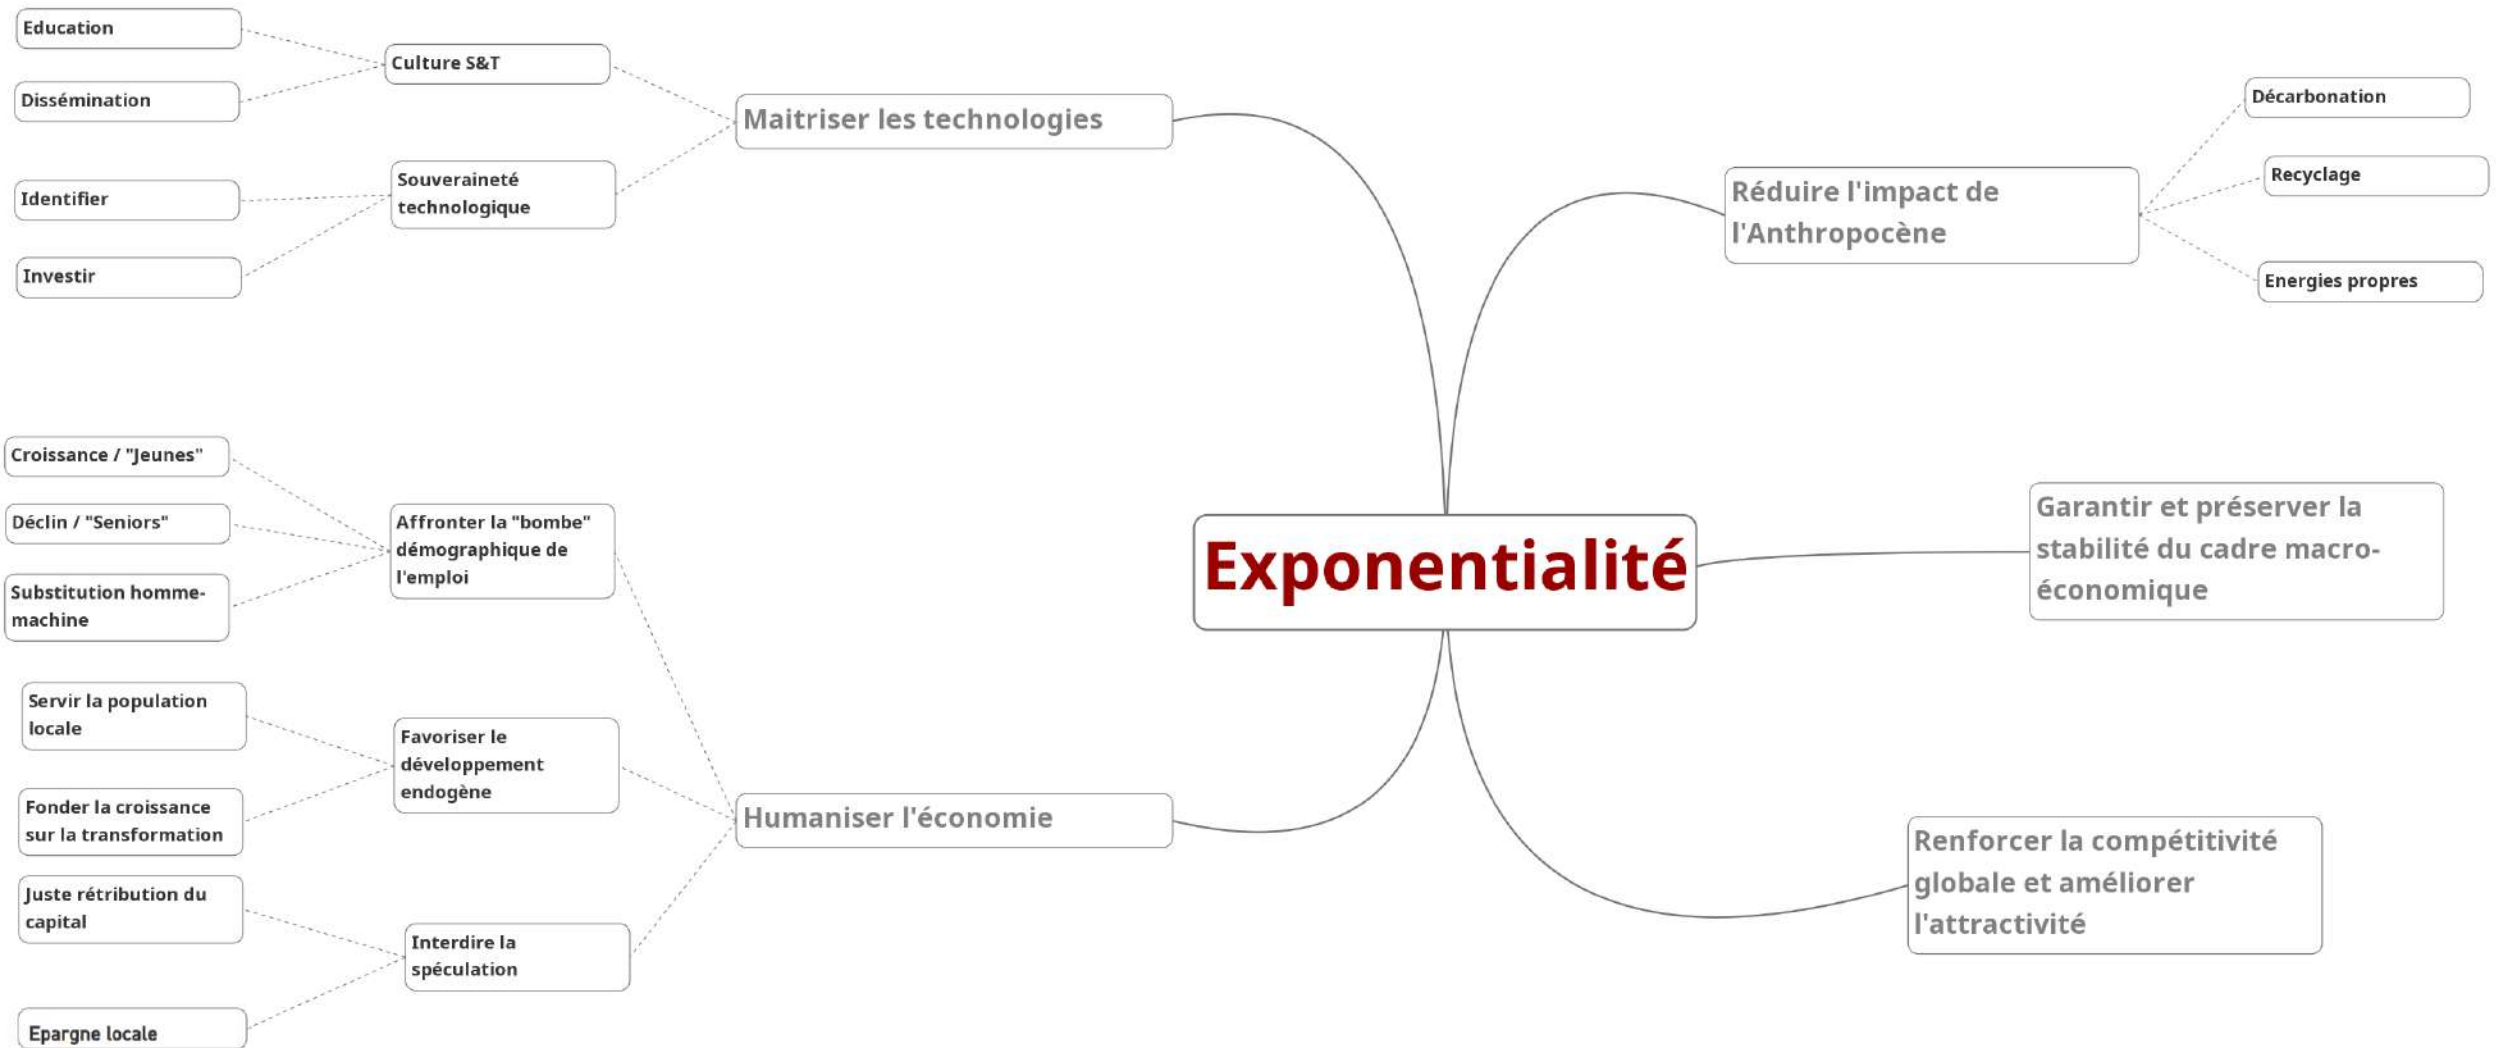 Education
Culture S&T
Dissémination
Maitriser les technologies
Identifier
Souveraineté
technologique
Investir
Décarbonation
Réduire l'impact de
l'Anthropocène
Recyclage
Energies propres
Croissance / "Jeunes"
Déclin / "Seniors"
Substitution homme-
machine
Affronter la "bombe"
démographique de
l'emploi
Servir la population
locale
Favoriser le
développement
endogène
Fonder la croissance
sur la transformation
Humaniser l'économie
Juste rétribution du
capital
Interdire la
spéculation
Epargne locale
Exponentialité
Garantir et préserver la
stabilité du cadre macro-
économique
Renforcer la compétitivité
globale et améliorer
l'attractivité